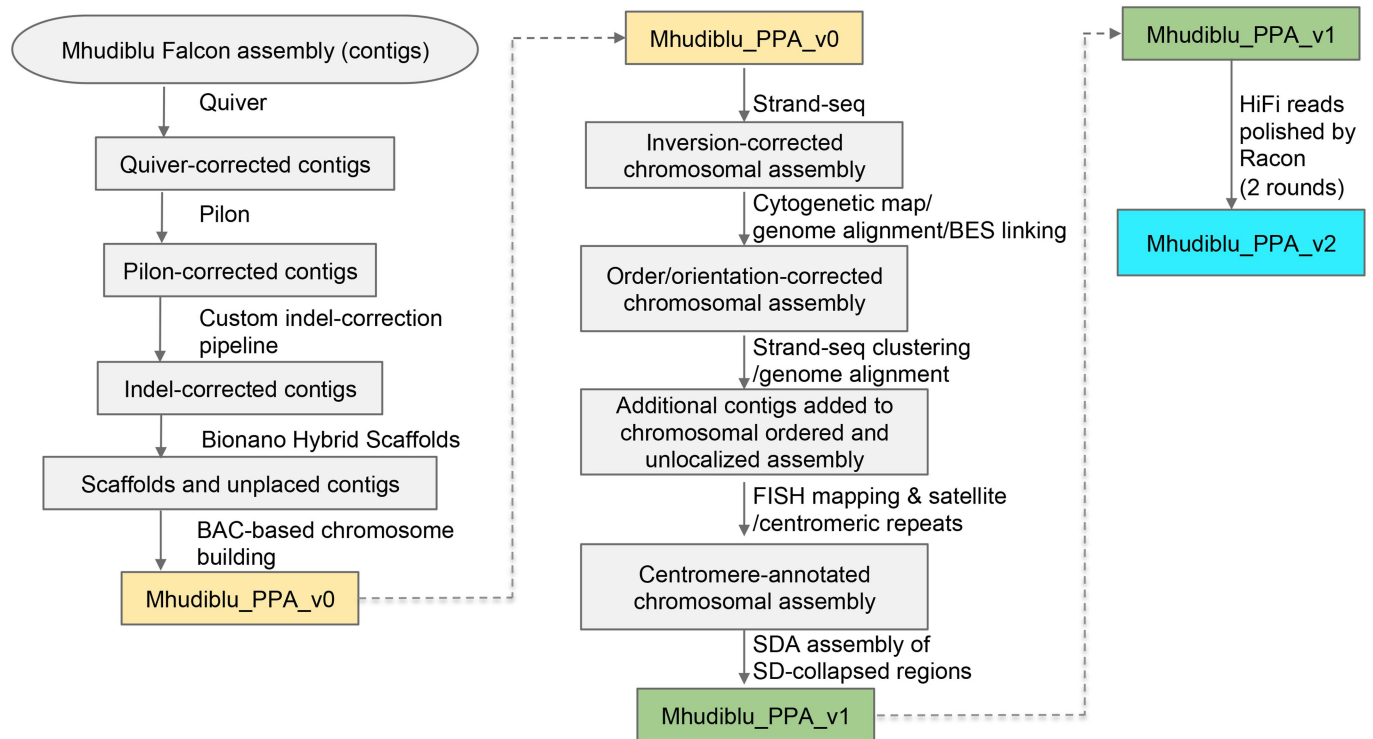 Mhudiblu Falcon assembly (contigs)
Quiver
Quiver-corrected contigs
Pilon
Pilon-corrected contigs
Custom indel-correction
pipeline
Indel-corrected contigs
Bionano Hybrid Scaffolds
Scaffolds and unplaced contigs
BAC-based chromosome
building
Mhudiblu_PPA_v0
Mhudiblu_PPA_v0
Strand-seq
Inversion-corrected
chromosomal assembly
Cytogenetic map/
genome alignment/BES linking
Order/orientation-corrected
chromosomal assembly
Strand-seq clustering
/genome alignment
Additional contigs added to
chromosomal ordered and
unlocalized assembly
FISH mapping & satellite
/centromeric repeats
Centromere-annotated
chromosomal assembly
SDA assembly of
SD-collapsed regions
Mhudiblu_PPA_v1
Mhudiblu_PPA_v1
HiFi reads
polished by
Racon
(2 rounds)
Mhudiblu_PPA_v2